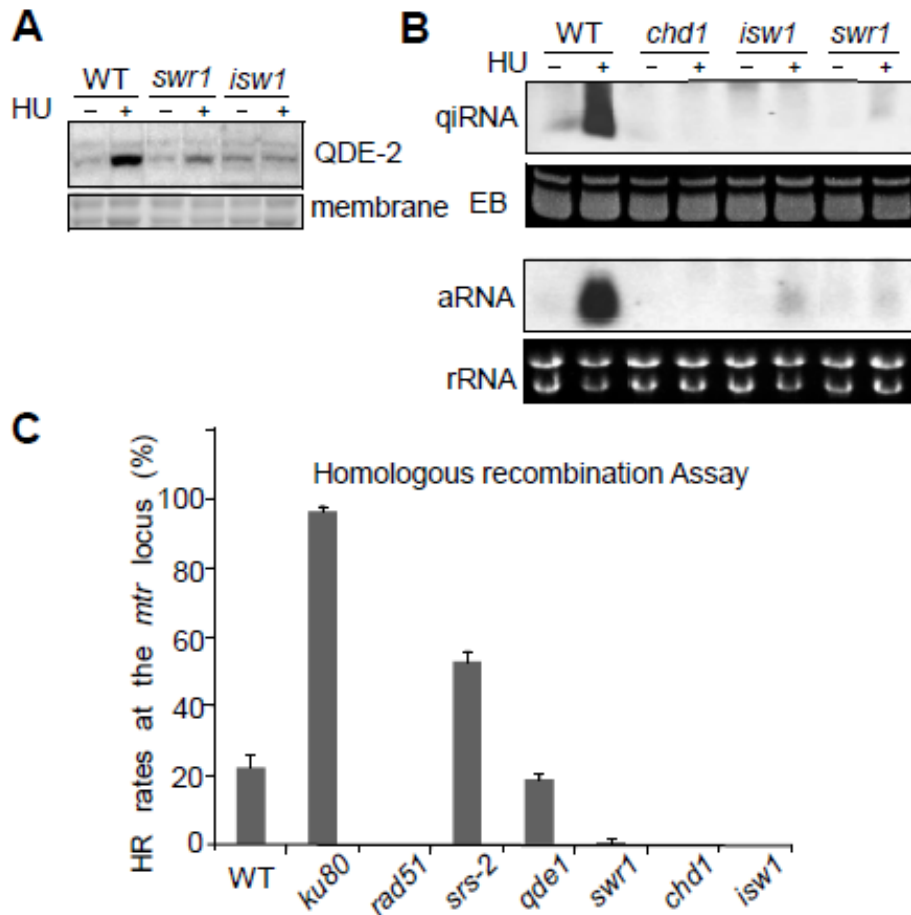 A
WT swr1 isw1
HU – + – + – +
QDE-2
membrane
B
WT chd1 isw1 swr1
HU – + – + – + – +
qiRNA
EB
aRNA
rRNA
C
Homologous recombination Assay
HR rates at the mtr locus (%)
100
80
60
40
20
0
WT ku80 rad51 srs-2 qde1 swr1 chd1 isw1